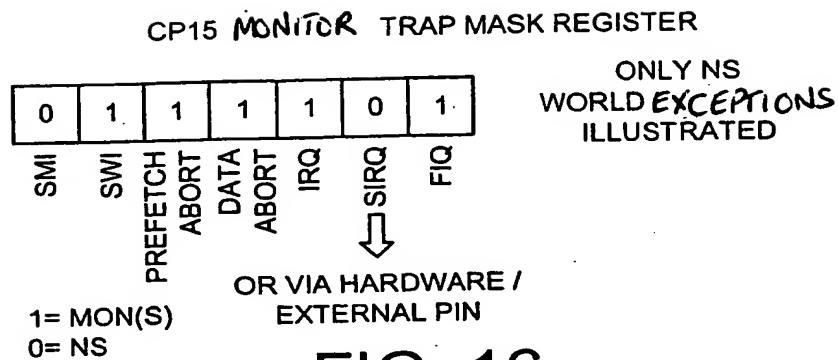 CP15 MONITOR TRAP MASK REGISTER
ONLY NS
WORLD EXCEPTIONS
ILLUSTRATED
0 1 1 1 1 0 1
SMI
SWI
PREFETCH
ABORT
DATA
ABORT
IRQ
SIRQ
FIQ
OR VIA HARDWARE /
EXTERNAL PIN
1= MON(S)
0= NS